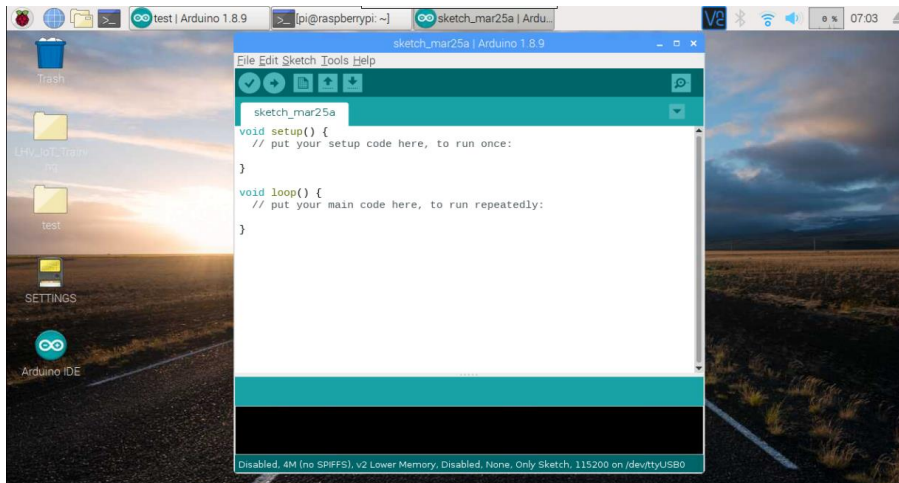 test | Arduino 1.8.9
[pi@raspberrypi: ~]
sketch_mar25a | Ardu...
0 %
07:03
Trash
test
SETTINGS
Arduino IDE
sketch_mar25a | Arduino 1.8.9
File Edit Sketch Tools Help
sketch_mar25a
void setup() {
// put your setup code here, to run once:
}
void loop() {
// put your main code here, to run repeatedly:
}
Disabled, 4M (no SPIFFS), v2 Lower Memory, Disabled, None, Only Sketch, 115200 on /dev/ttyUSB0